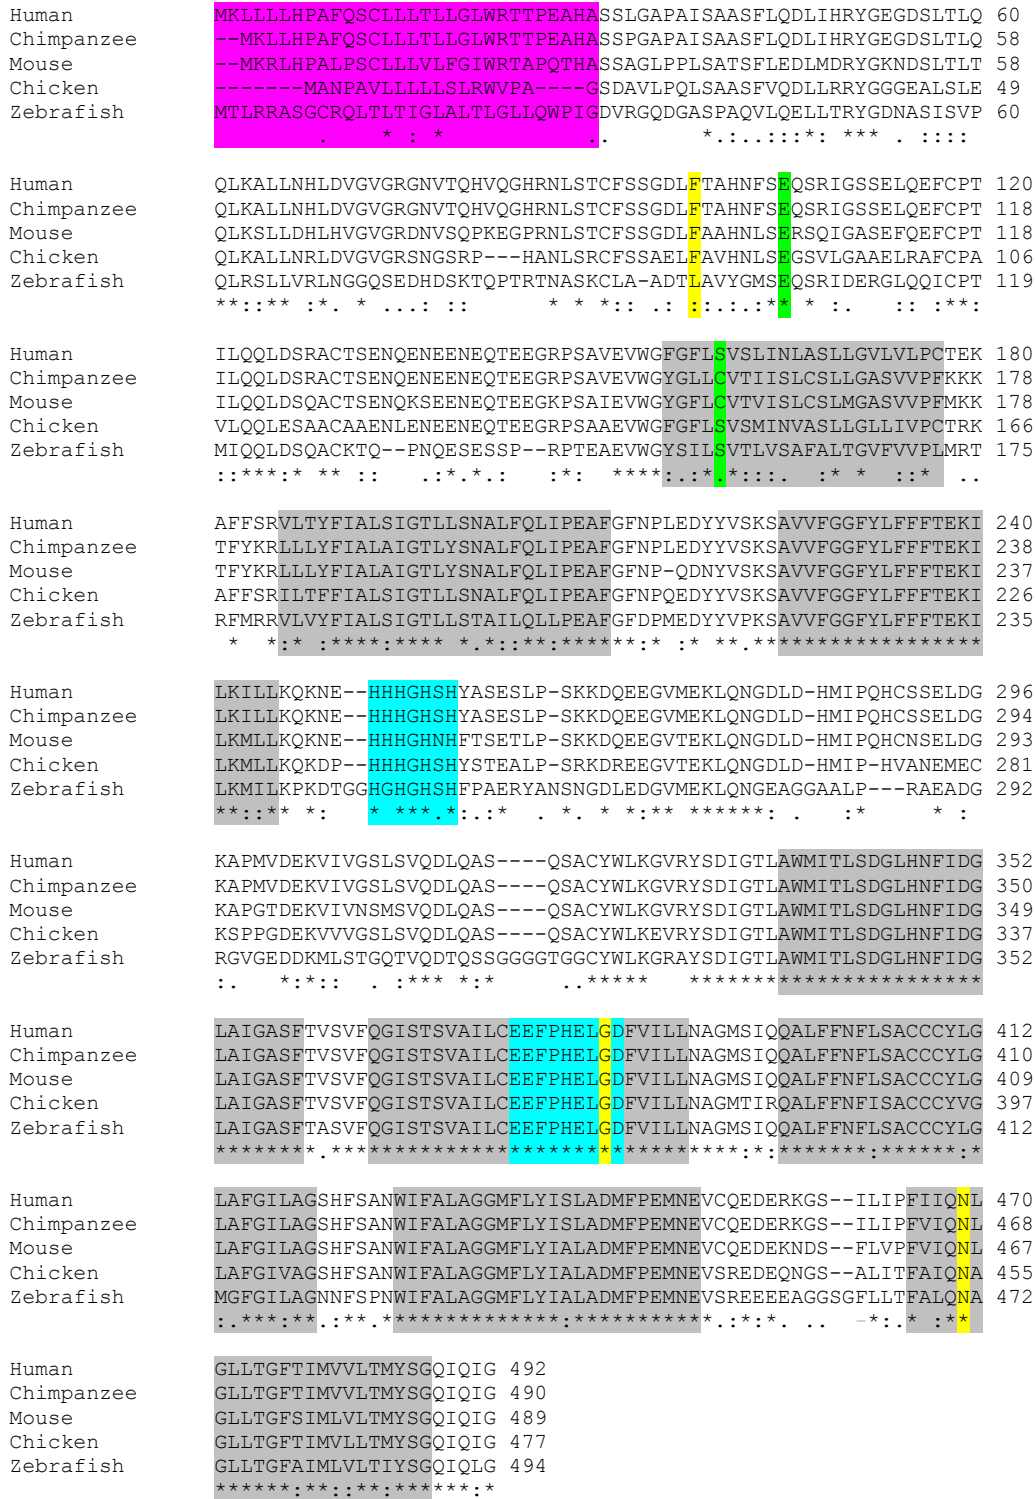 Human MKLLLLHPAFQSCLLLTLLGLWRTTPEAHASSLGAPAISAASFLQDLIHRYGEGDSLTLQ 60
Chimpanzee --MKLLHPAFQSCLLLTLLGLWRTTPEAHASSPGAPAISAASFLQDLIHRYGEGDSLTLQ 58
Mouse --MKRLHPALPSCLLLVLFGIWRTAPQTHASSAGLPPLSATSFLEDLMDRYGKNDSLTLT 58
Chicken -------MANPAVLLLLLSLRWVPA----GSDAVLPQLSAASFVQDLLRRYGGGEALSLE 49
Zebrafish MTLRRASGCRQLTLTIGLALTLGLLQWPIGDVRGQDGASPAQVLQELLTRYGDNASISVP 60
. * : * .. *.:..:::*: *** . ::::
Human QLKALLNHLDVGVGRGNVTQHVQGHRNLSTCFSSGDLFTAHNFSEQSRIGSSELQEFCPT 120
Chimpanzee QLKALLNHLDVGVGRGNVTQHVQGHRNLSTCFSSGDLFTAHNFSEQSRIGSSELQEFCPT 118
Mouse QLKSLLDHLHVGVGRDNVSQPKEGPRNLSTCFSSGDLFAAHNLSERSQIGASEFQEFCPT 118
Chicken QLKALLNRLDVGVGRSNGSRP---HANLSRCFSSAELFAVHNLSEGSVLGAAELRAFCPA 106
Zebrafish QLRSLLVRLNGGQSEDHDSKTQPTRTNASKCLA-ADTLAVYGMSEQSRIDERGLQQICPT 119
**::** :*. * ...: :: * * *:: .: :.:.:** * :. :: :**:
Human ILQQLDSRACTSENQENEENEQTEEGRPSAVEVWGFGFLSVSLINLASLLGVLVLPCTEK 180
Chimpanzee ILQQLDSRACTSENQENEENEQTEEGRPSAVEVWGYGLLCVTIISLCSLLGASVVPFKKK 178
Mouse ILQQLDSQACTSENQKSEENEQTEEGKPSAIEVWGYGFLCVTVISLCSLMGASVVPFMKK 178
Chicken VLQQLESAACAAENLENEENEQTEEGRPSAAEVWGFGFLSVSMINVASLLGLLIVPCTRK 166
Zebrafish MIQQLDSQACKTQ--PNQESESSP--RPTEAEVWGYSILSVTLVSAFALTGVFVVPLMRT 175
::***:* ** :: .:*.*.: :*: ****:.:*.*:::. :* * ::* ..
Human AFFSRVLTYFIALSIGTLLSNALFQLIPEAFGFNPLEDYYVSKSAVVFGGFYLFFFTEKI 240
Chimpanzee TFYKRLLLYFIALAIGTLYSNALFQLIPEAFGFNPLEDYYVSKSAVVFGGFYLFFFTEKI 238
Mouse TFYKRLLLYFIALAIGTLYSNALFQLIPEAFGFNP-QDNYVSKSAVVFGGFYLFFFTEKI 237
Chicken AFFSRILTFFIALSIGTLLSNALFQLIPEAFGFNPQEDYYVSKSAVVFGGFYLFFFTEKI 226
Zebrafish RFMRRVLVYFIALSIGTLLSTAILQLLPEAFGFDPMEDYYVPKSAVVFGGFYLFFFTEKI 235
* *:* :****:**** *.*::**:******:* :* **.******************
Human LKILLKQKNE--HHHGHSHYASESLP-SKKDQEEGVMEKLQNGDLD-HMIPQHCSSELDG 296
Chimpanzee LKILLKQKNE--HHHGHSHYASESLP-SKKDQEEGVMEKLQNGDLD-HMIPQHCSSELDG 294
Mouse LKMLLKQKNE--HHHGHNHFTSETLP-SKKDQEEGVTEKLQNGDLD-HMIPQHCNSELDG 293
Chicken LKMLLKQKDP--HHHGHSHYSTEALP-SRKDREEGVTEKLQNGDLD-HMIP-HVANEMEC 281
Zebrafish LKMILKPKDTGGHGHGHSHFPAERYANSNGDLEDGVMEKLQNGEAGGAALP---RAEADG 292
**::** *: * ***.*:.:* . *. * *:** ******: . :* * :
Human KAPMVDEKVIVGSLSVQDLQAS----QSACYWLKGVRYSDIGTLAWMITLSDGLHNFIDG 352
Chimpanzee KAPMVDEKVIVGSLSVQDLQAS----QSACYWLKGVRYSDIGTLAWMITLSDGLHNFIDG 350
Mouse KAPGTDEKVIVNSMSVQDLQAS----QSACYWLKGVRYSDIGTLAWMITLSDGLHNFIDG 349
Chicken KSPPGDEKVVVGSLSVQDLQAS----QSACYWLKEVRYSDIGTLAWMITLSDGLHNFIDG 337
Zebrafish RGVGEDDKMLSTGQTVQDTQSSGGGGTGGCYWLKGRAYSDIGTLAWMITLSDGLHNFIDG 352
:. *:*:: . :*** *:* ..***** ***********************
Human LAIGASFTVSVFQGISTSVAILCEEFPHELGDFVILLNAGMSIQQALFFNFLSACCCYLG 412
Chimpanzee LAIGASFTVSVFQGISTSVAILCEEFPHELGDFVILLNAGMSIQQALFFNFLSACCCYLG 410
Mouse LAIGASFTVSVFQGISTSVAILCEEFPHELGDFVILLNAGMSIQQALFFNFLSACCCYLG 409
Chicken LAIGASFTVSVFQGISTSVAILCEEFPHELGDFVILLNAGMTIRQALFFNFISACCCYVG 397
Zebrafish LAIGASFTASVFQGISTSVAILCEEFPHELGDFVILLNAGMSIQQALFFNFLSACCCYLG 412
********.********************************:*:*******:******:*
Human LAFGILAGSHFSANWIFALAGGMFLYISLADMFPEMNEVCQEDERKGS--ILIPFIIQNL 470
Chimpanzee LAFGILAGSHFSANWIFALAGGMFLYISLADMFPEMNEVCQEDERKGS--ILIPFVIQNL 468
Mouse LAFGILAGSHFSANWIFALAGGMFLYIALADMFPEMNEVCQEDEKNDS--FLVPFVIQNL 467
Chicken LAFGIVAGSHFSANWIFALAGGMFLYIALADMFPEMNEVSREDEQNGS--ALITFAIQNA 455
Zebrafish MGFGILAGNNFSPNWIFALAGGMFLYIALADMFPEMNEVSREEEEAGGSGFLLTFALQNA 472
:.***:**.:**.**************:***********.:*:*. .. -*:.* :**
Human GLLTGFTIMVVLTMYSGQIQIG 492
Chimpanzee GLLTGFTIMVVLTMYSGQIQIG 490
Mouse GLLTGFSIMLVLTMYSGQIQIG 489
Chicken GLLTGFTIMVLLTMYSGQIQIG 477
Zebrafish GLLTGFAIMLVLTIYSGQIQLG 494
******:**::**:******:*